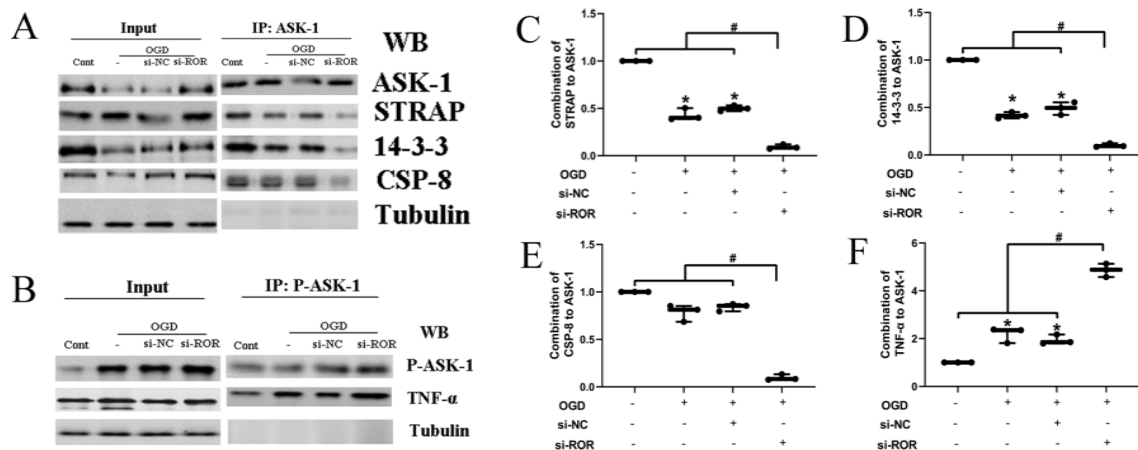 A
Input
IP: ASK-1
OGD
OGD
Cont
-
si-NC
si-ROR
Cont
-
si-NC
si-ROR
WB
ASK-1
STRAP
14-3-3
CSP-8
Tubulin
B
Input
IP: P-ASK-1
OGD
OGD
Cont
-
si-NC
si-ROR
Cont
-
si-NC
si-ROR
WB
P-ASK-1
TNF-α
Tubulin
C
Combination of
STRAP to ASK-1
1.5
1.0
0.5
0.0
#
* *
OGD - + + +
si-NC - - + -
si-ROR - - - +
D
Combination of
14-3-3 to ASK-1
1.5
1.0
0.5
0.0
#
* *
OGD - + + +
si-NC - - + -
si-ROR - - - +
E
Combination of
CSP-8 to ASK-1
1.5
1.0
0.5
0.0
#
OGD - + + +
si-NC - - + -
si-ROR - - - +
F
Combination of
TNF-α to ASK-1
6
4
2
0
#
* *
OGD - + + +
si-NC - - + -
si-ROR - - - +